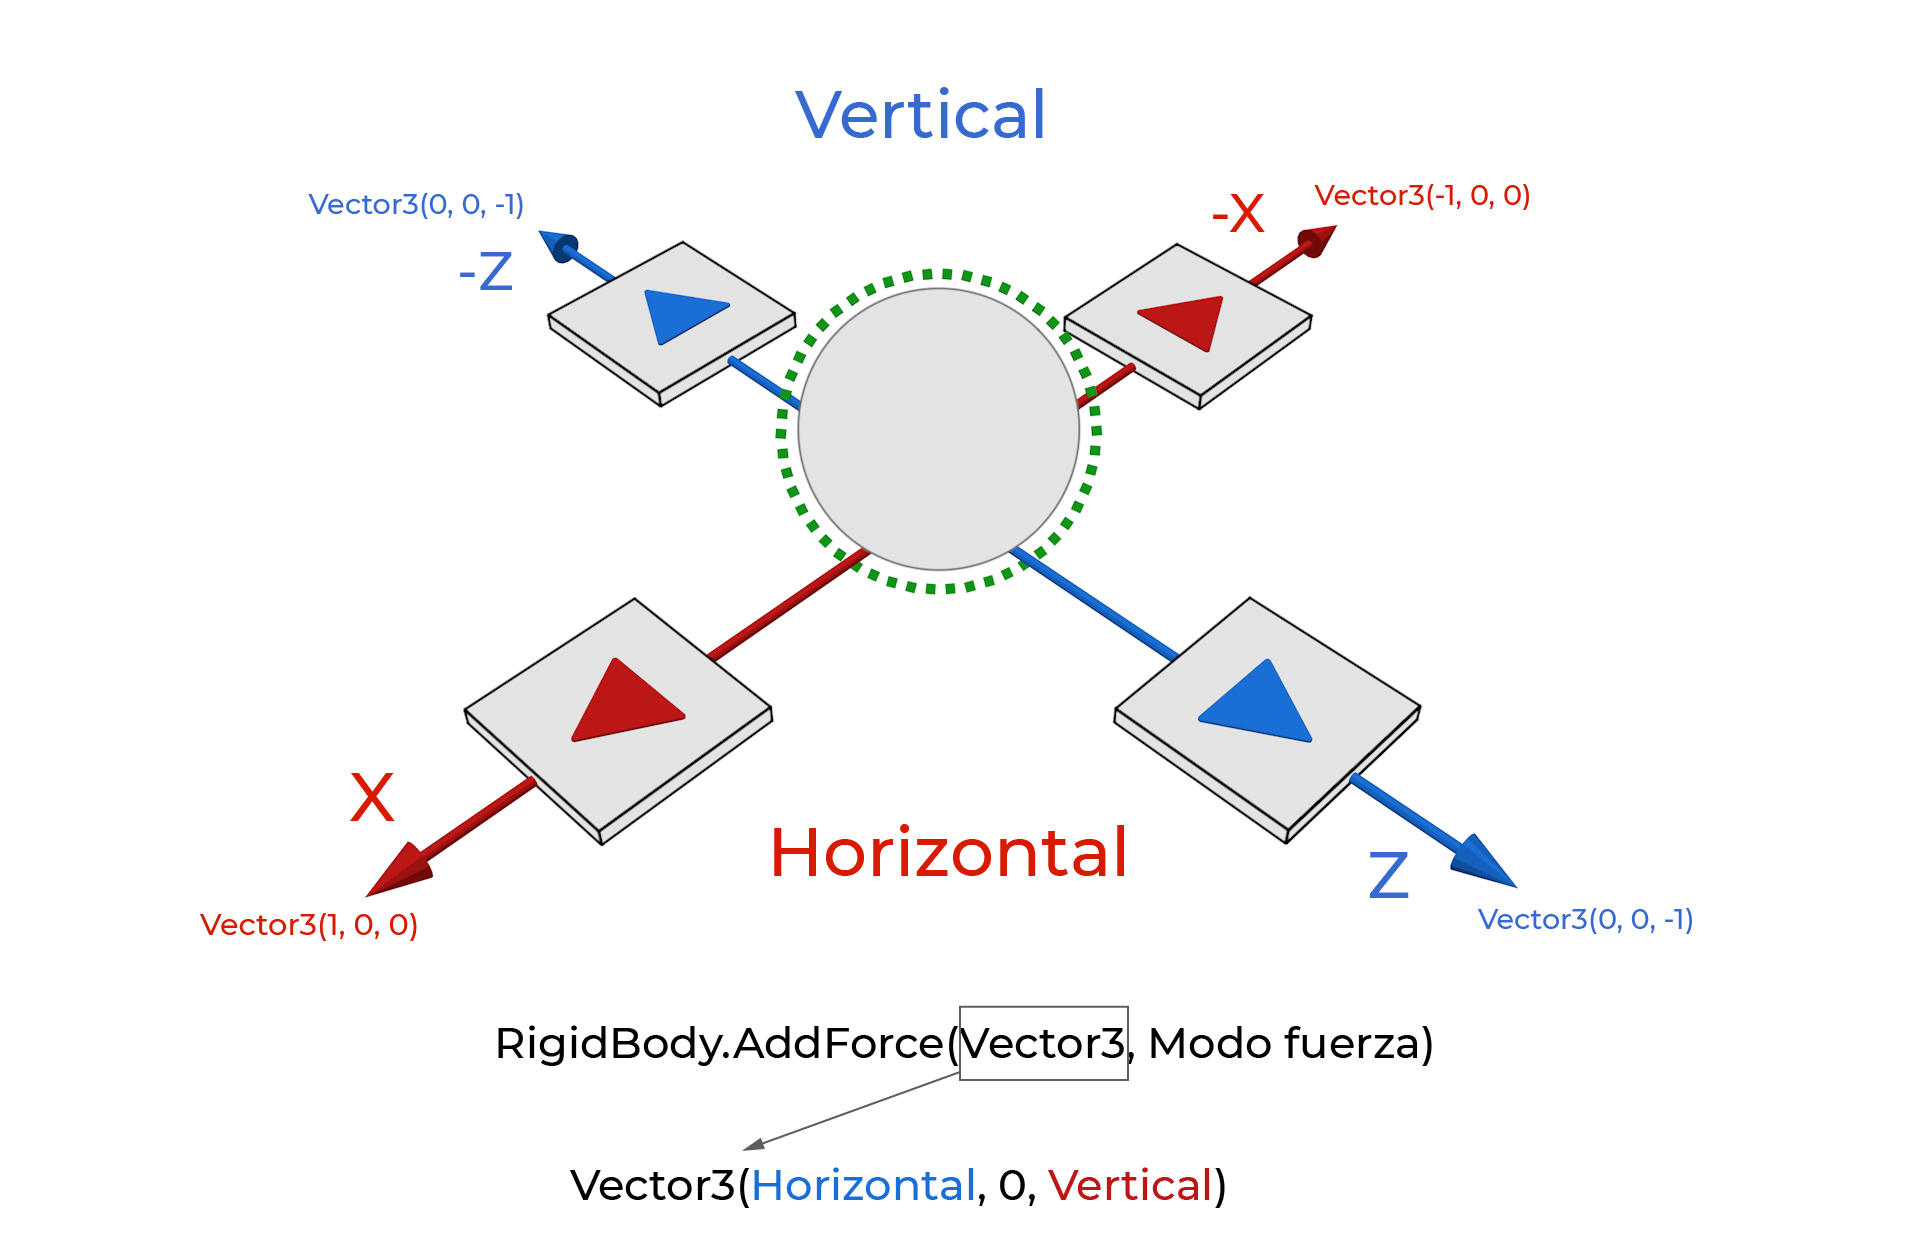 Vertical
Vector3(0, 0, -1)
-Z
-X
Vector3(-1, 0, 0)
X
Vector3(1, 0, 0)
Horizontal
Z
Vector3(0, 0, -1)
RigidBody.AddForce(Vector3, Modo fuerza)
Vector3(Horizontal, 0, Vertical)